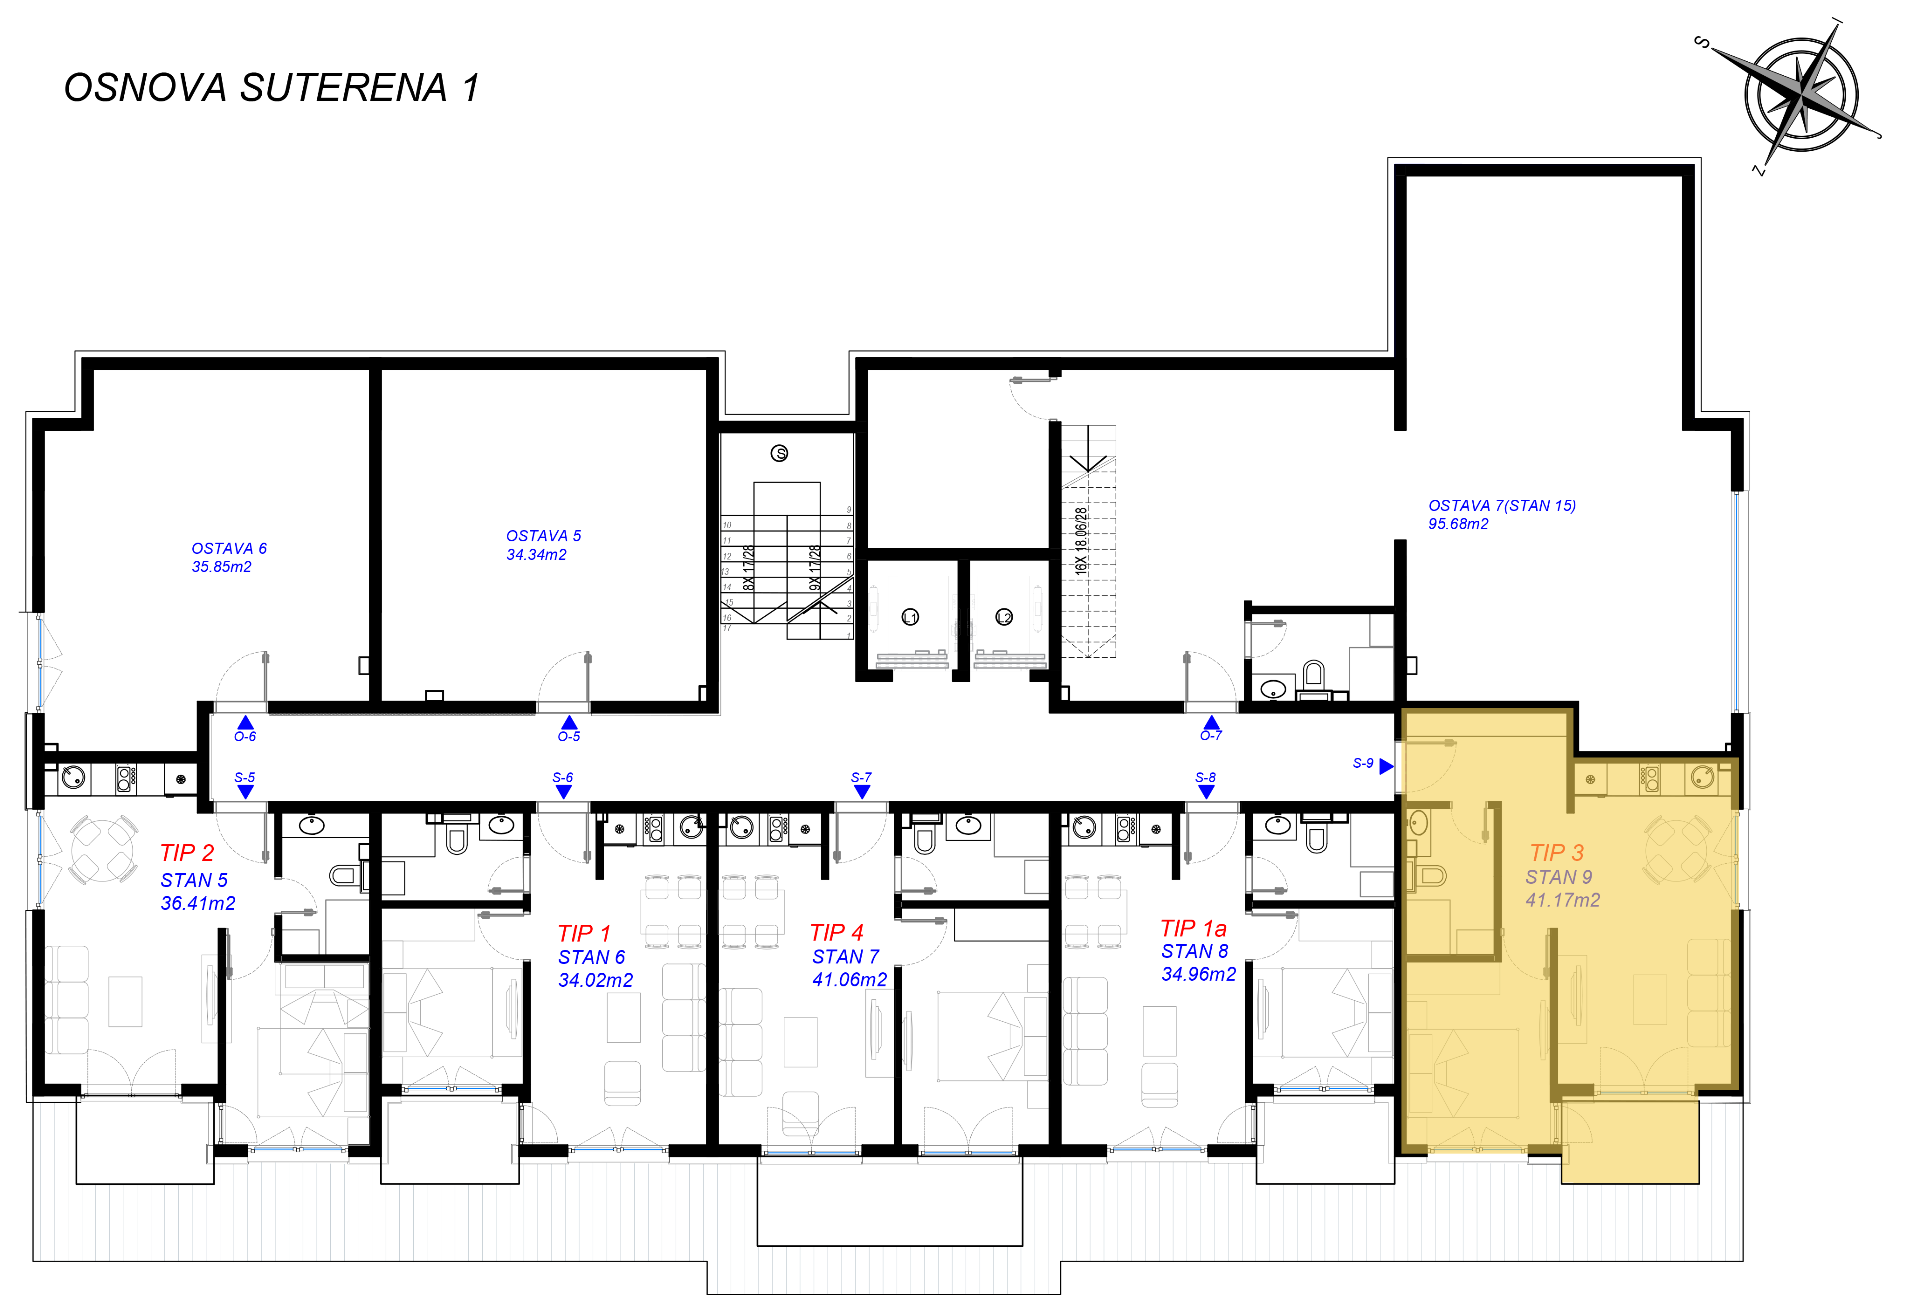 OSNOVA SUTERENA 1
S
I
J
Z
S
10
11
12
13
14
15
16
17
9
8
7
6
5
4
3
2
1
8X 17/28
9X 17/28
16X 18.06/28
OSTAVA 7(STAN 15)
95.68m2
OSTAVA 6
35.85m2
OSTAVA 5
34.34m2
L1
L2
O-6
O-5
O-7
S-5
S-6
S-7
S-8
S-9
TIP 2
STAN 5
36.41m2
TIP 1
STAN 6
34.02m2
TIP 4
STAN 7
41.06m2
TIP 1a
STAN 8
34.96m2
TIP 3
STAN 9
41.17m2